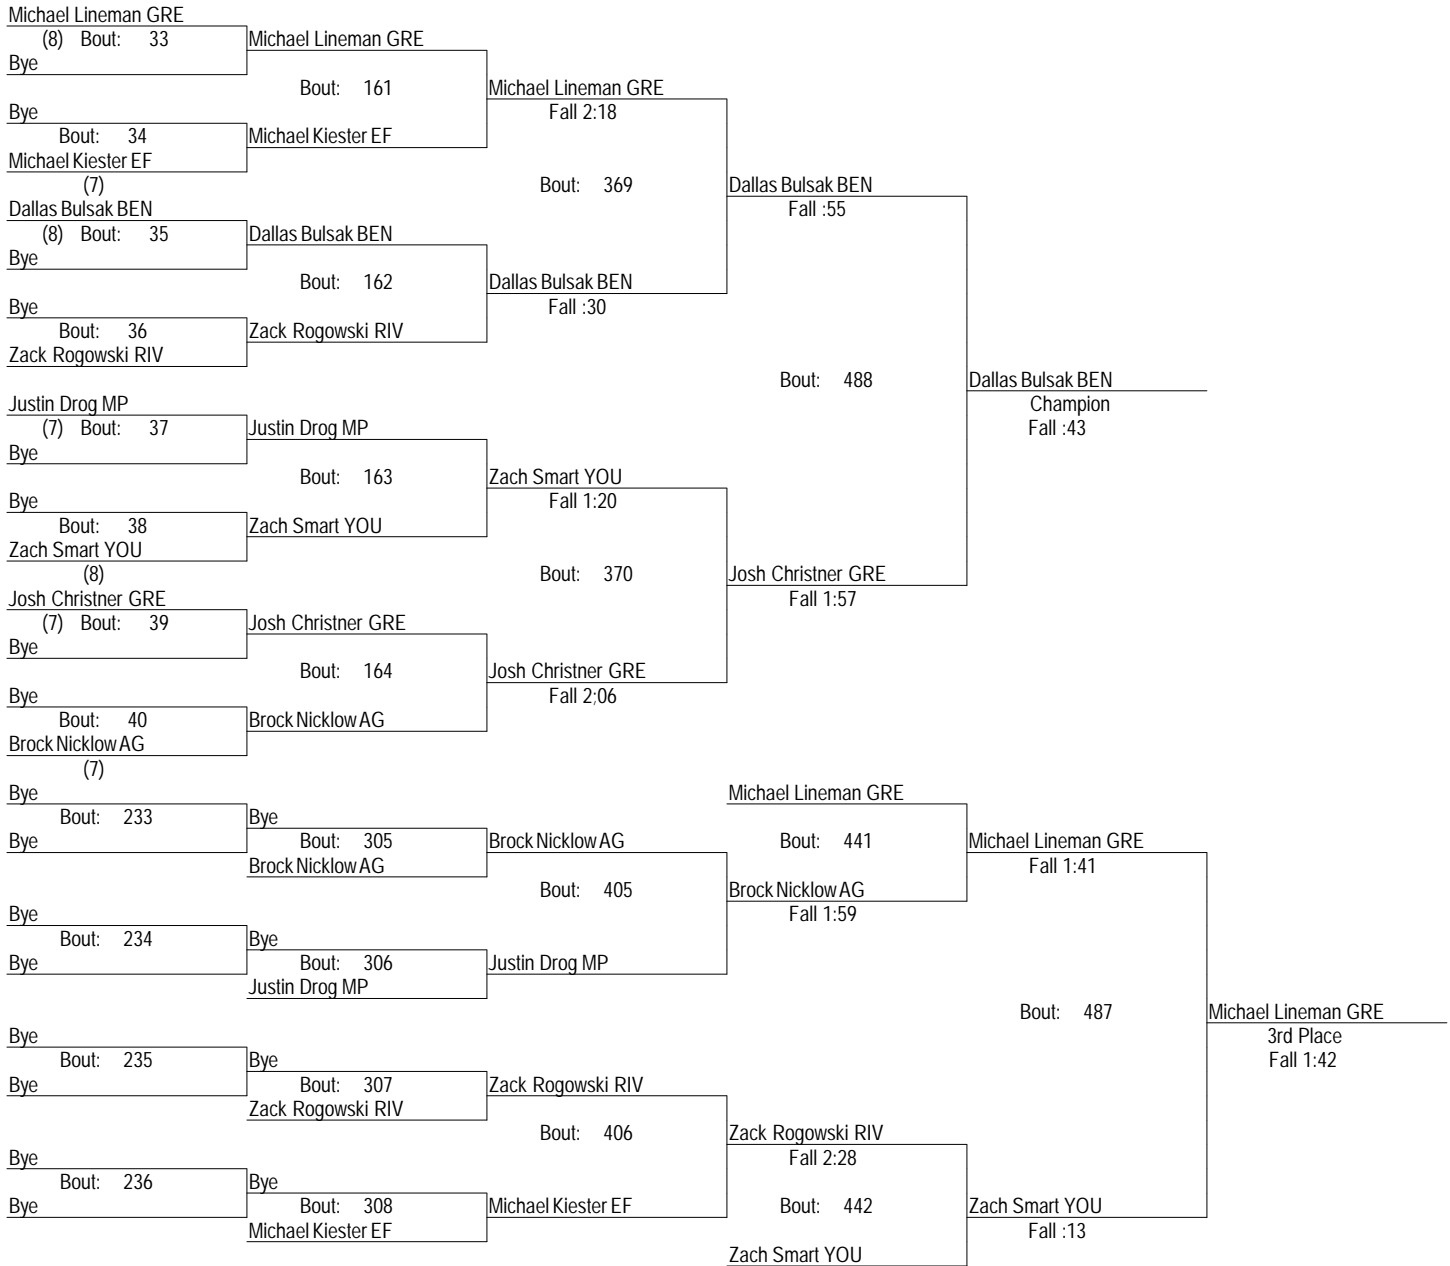 Michael Lineman GRE
(8) Bout: 33 Michael Lineman GRE
Bye
Bout: 161 Michael Lineman GRE
Bye Fall 2:18
Bout: 34 Michael Kiester EF
Michael Kiester EF
(7) Bout: 369 Dallas Bulsak BEN
Dallas Bulsak BEN Fall :55
(8) Bout: 35 Dallas Bulsak BEN
Bye
Bout: 162 Dallas Bulsak BEN
Bye Fall :30
Bout: 36 Zack Rogowski RIV
Zack Rogowski RIV
Bout: 488 Dallas Bulsak BEN
Justin Drog MP Champion
(7) Bout: 37 Justin Drog MP Fall :43
Bye
Bout: 163 Zach Smart YOU
Bye Fall 1:20
Bout: 38 Zach Smart YOU
Zach Smart YOU
(8) Bout: 370 Josh Christner GRE
Josh Christner GRE Fall 1:57
(7) Bout: 39 Josh Christner GRE
Bye
Bout: 164 Josh Christner GRE
Bye Fall 2;06
Bout: 40 Brock Nicklow AG
Brock Nicklow AG
(7)
Bye Michael Lineman GRE
Bout: 233 Bye
Bye Bout: 305 Brock Nicklow AG Bout: 441 Michael Lineman GRE
Brock Nicklow AG Fall 1:41
Bout: 405 Brock Nicklow AG
Bye Fall 1:59
Bout: 234 Bye
Bye Bout: 306 Justin Drog MP
Justin Drog MP
Bout: 487 Michael Lineman GRE
Bye 3rd Place
Bout: 235 Bye Fall 1:42
Bye Bout: 307 Zack Rogowski RIV
Zack Rogowski RIV
Bout: 406 Zack Rogowski RIV
Bye Fall 2:28
Bout: 236 Bye
Bye Bout: 308 Michael Kiester EF Bout: 442 Zach Smart YOU
Michael Kiester EF Fall :13
Zach Smart YOU